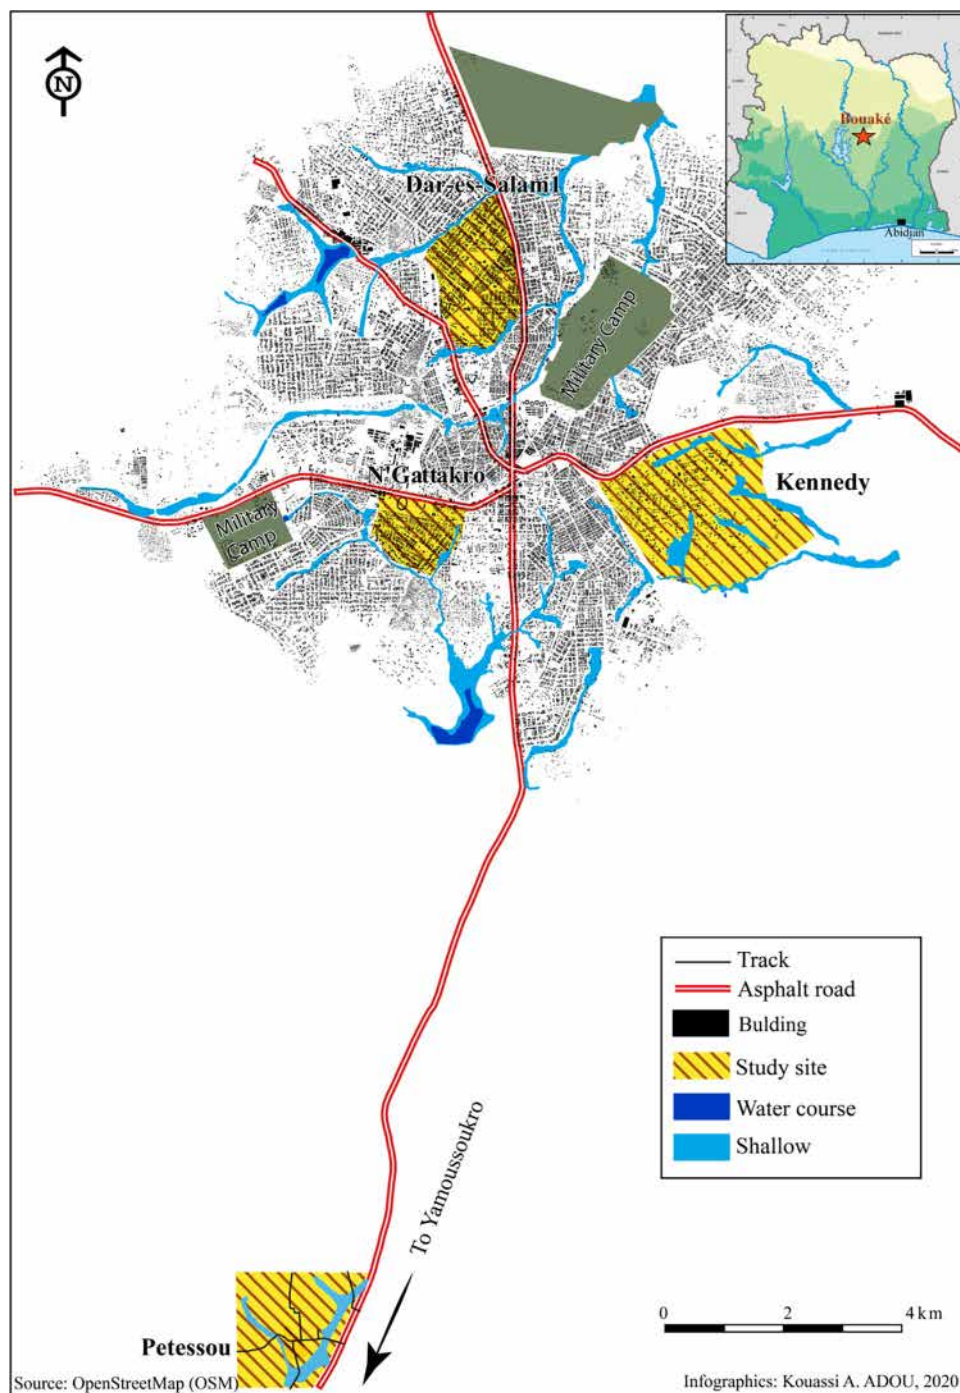 N
Bouaké
Abidjan
Dar-es-Salam1
Military Camp
N'Gattakro
Kennedy
Military
Camp
Track
Asphalt road
Bulding
Study site
Water course
Shallow
To Yamoussoukro
0 2 4 km
Petessou
Source: OpenStreetMap (OSM)
Infographics: Kouassi A. ADOU, 2020